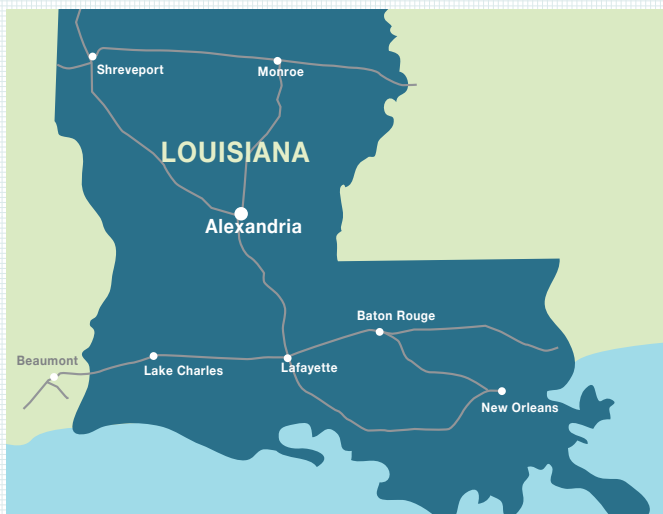 Shreveport
Monroe
LOUISIANA
Alexandria
Baton Rouge
Beaumont
Lake Charles
Lafayette
New Orleans